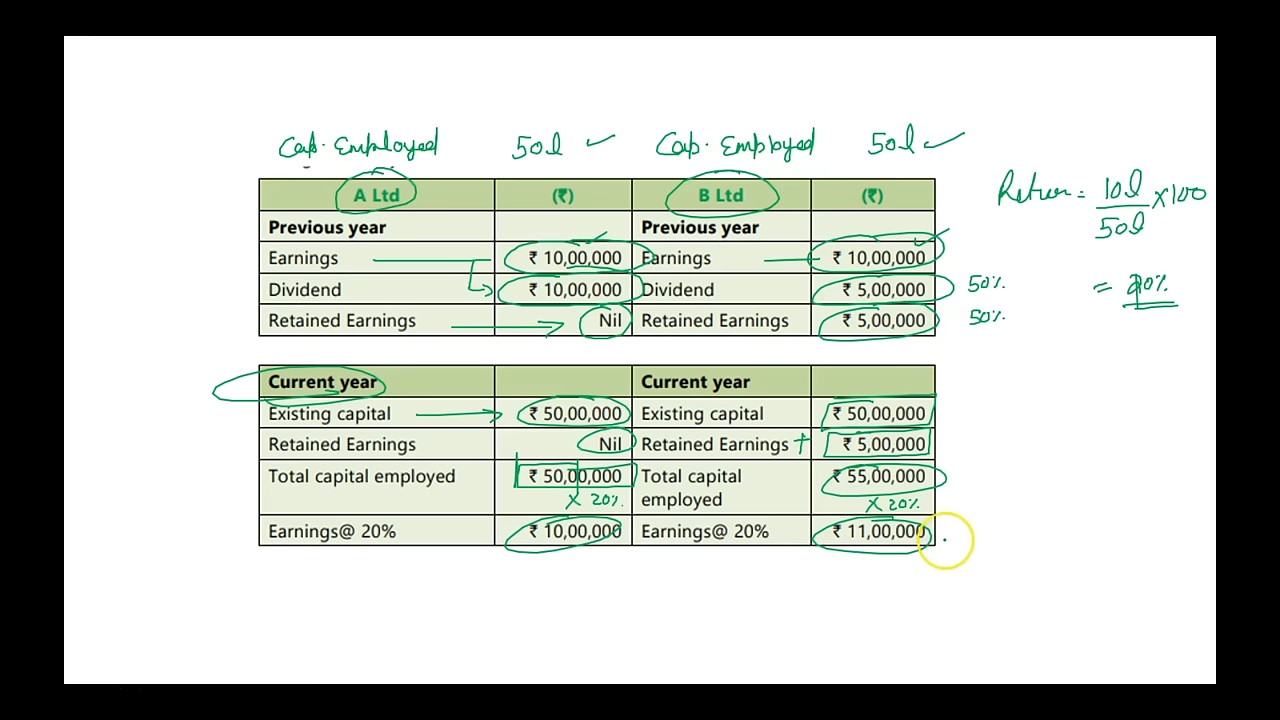 Cap. Employed 50l ✓ Cap. Employed 50l ✓
A Ltd (₹) B Ltd (₹)
Return = 10l / 50l × 100
Previous year Previous year
Earnings ₹ 10,00,000 Earnings ₹ 10,00,000
Dividend ₹ 10,00,000 Dividend ₹ 5,00,000 50% = 20%
Retained Earnings Nil Retained Earnings ₹ 5,00,000 50%
Current year Current year
Existing capital ₹ 50,00,000 Existing capital ₹ 50,00,000
Retained Earnings Nil Retained Earnings + ₹ 5,00,000
Total capital employed ₹ 50,00,000 Total capital ₹ 55,00,000
× 20% employed × 20%
Earnings@ 20% ₹ 10,00,000 Earnings@ 20% ₹ 11,00,000